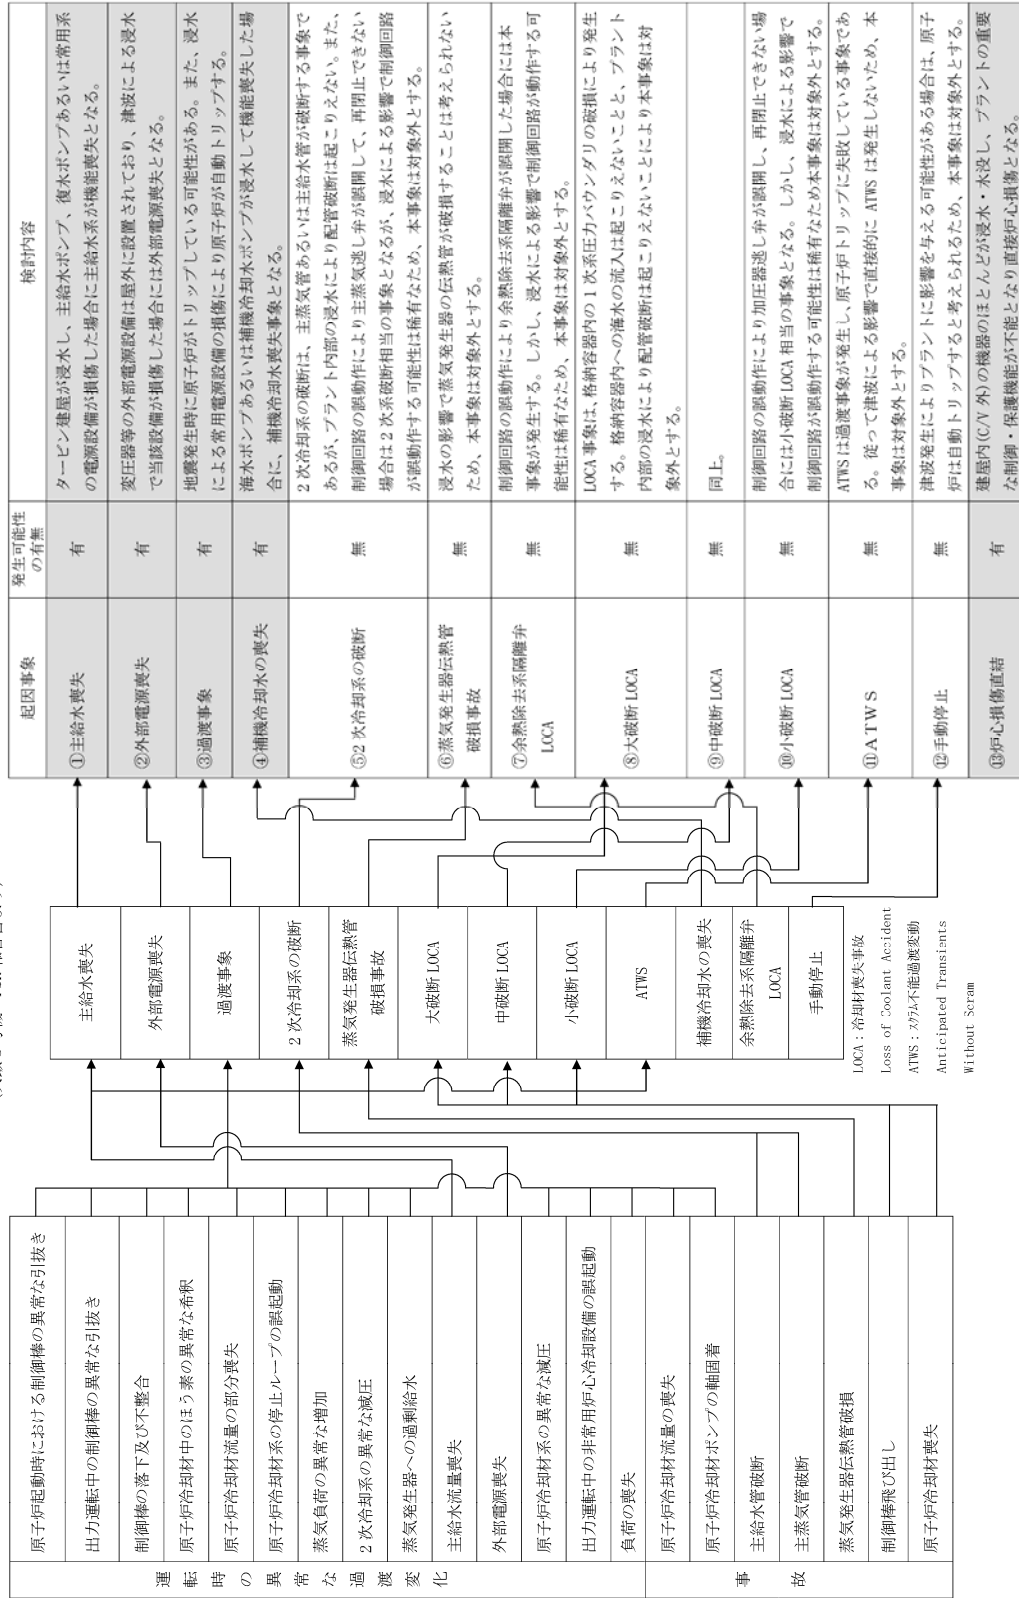 運転時の異常な過渡変化
原子炉起動時における制御棒の異常な引抜き
出力運転中の制御棒の異常な引抜き
制御棒の落下及び不整合
原子炉冷却材中のほう素の異常な希釈
原子炉冷却材流量の部分喪失
原子炉冷却材系の停止ループの誤起動
蒸気負荷の異常な増加
2次冷却系の異常な減圧
蒸気発生器への過剰給水
主給水流量喪失
外部電源喪失
原子炉冷却材系の異常な減圧
出力運転中の非常用炉心冷却設備の誤起動
負荷の喪失
事故
原子炉冷却材流量の喪失
原子炉冷却材ポンプの軸固着
主給水管破断
主蒸気管破断
蒸気発生器伝熱管破損
制御棒飛び出し
原子炉冷却材喪失
主給水喪失
外部電源喪失
過渡事象
2次冷却系の破断
蒸気発生器伝熱管
破損事故
大破断LOCA
中破断LOCA
小破断LOCA
ATWS
補機冷却水の喪失
余熱除去系隔離弁
LOCA
手動停止
LOCA:冷却材喪失事故
Loss of Coolant Accident
ATWS:スクラム不能過渡変動
Anticipated Transients
Without Scram
起因事象
発生可能性
の有無
検討内容
①主給水喪失
有
タービン建屋が浸水し、主給水ポンプ、復水ポンプあるいは常用系
の電源設備が損傷した場合に主給水系が機能喪失となる。
②外部電源喪失
有
変圧器等の外部電源設備は屋外に設置されており、津波による浸水
で当該設備が損傷した場合には外部電源喪失となる。
③過渡事象
有
地震発生時に原子炉がトリップしている可能性がある。また、浸水
による常用電源設備の損傷により原子炉が自動トリップする。
④補機冷却水の喪失
有
海水ポンプあるいは補機冷却水ポンプが浸水して機能喪失した場
合に、補機冷却水喪失事象となる。
⑤2次冷却系の破断
無
2次冷却系の破断は、主蒸気管あるいは主給水管が破断する事象で
あるが、プラント内部の浸水により配管破断は起こりえない。また、
制御回路の誤動作により主蒸気逃し弁が誤開して、再閉止できない
場合は2次系破断相当の事象となるが、浸水による影響で制御回路
が誤動作する可能性は稀有なため、本事象は対象外とする。
⑥蒸気発生器伝熱管
破損事故
無
浸水の影響で蒸気発生器の伝熱管が破損することは考えられない
ため、本事象は対象外とする。
⑦余熱除去系隔離弁
LOCA
無
制御回路の誤動作により余熱除去系隔離弁が誤開した場合には本
事象が発生する。しかし、浸水による影響で制御回路が動作する可
能性は稀有なため、本事象は対象外とする。
⑧大破断LOCA
無
LOCA事象は、格納容器内の1次系圧力バウンダリの破損により発生
する。格納容器内への海水の流入は起こりえないことと、プラント
内部の浸水により配管破断は起こりえないことにより本事象は対
象外とする。
⑨中破断LOCA
無
同上。
⑩小破断LOCA
無
制御回路の誤動作により加圧器逃し弁が誤開し、再閉止できない場
合には小破断LOCA相当の事象となる。しかし、浸水による影響で
制御回路が誤動作する可能性は稀有なため本事象は対象外とする。
⑪ATWS
無
ATWSは過渡事象が発生し、原子炉トリップに失敗している事象であ
る。従って津波による影響で直接的にATWSは発生しないため、本
事象は対象外とする。
⑫手動停止
無
津波発生によりプラントに影響を与える可能性がある場合は、原子
炉は自動トリップすると考えられるため、本事象は対象外とする。
⑬炉心損傷直結
有
建屋内(C/V外)の機器のほとんどが浸水・水没し、プラントの重要
な制御・保護機能が不能となり直接炉心損傷となる。